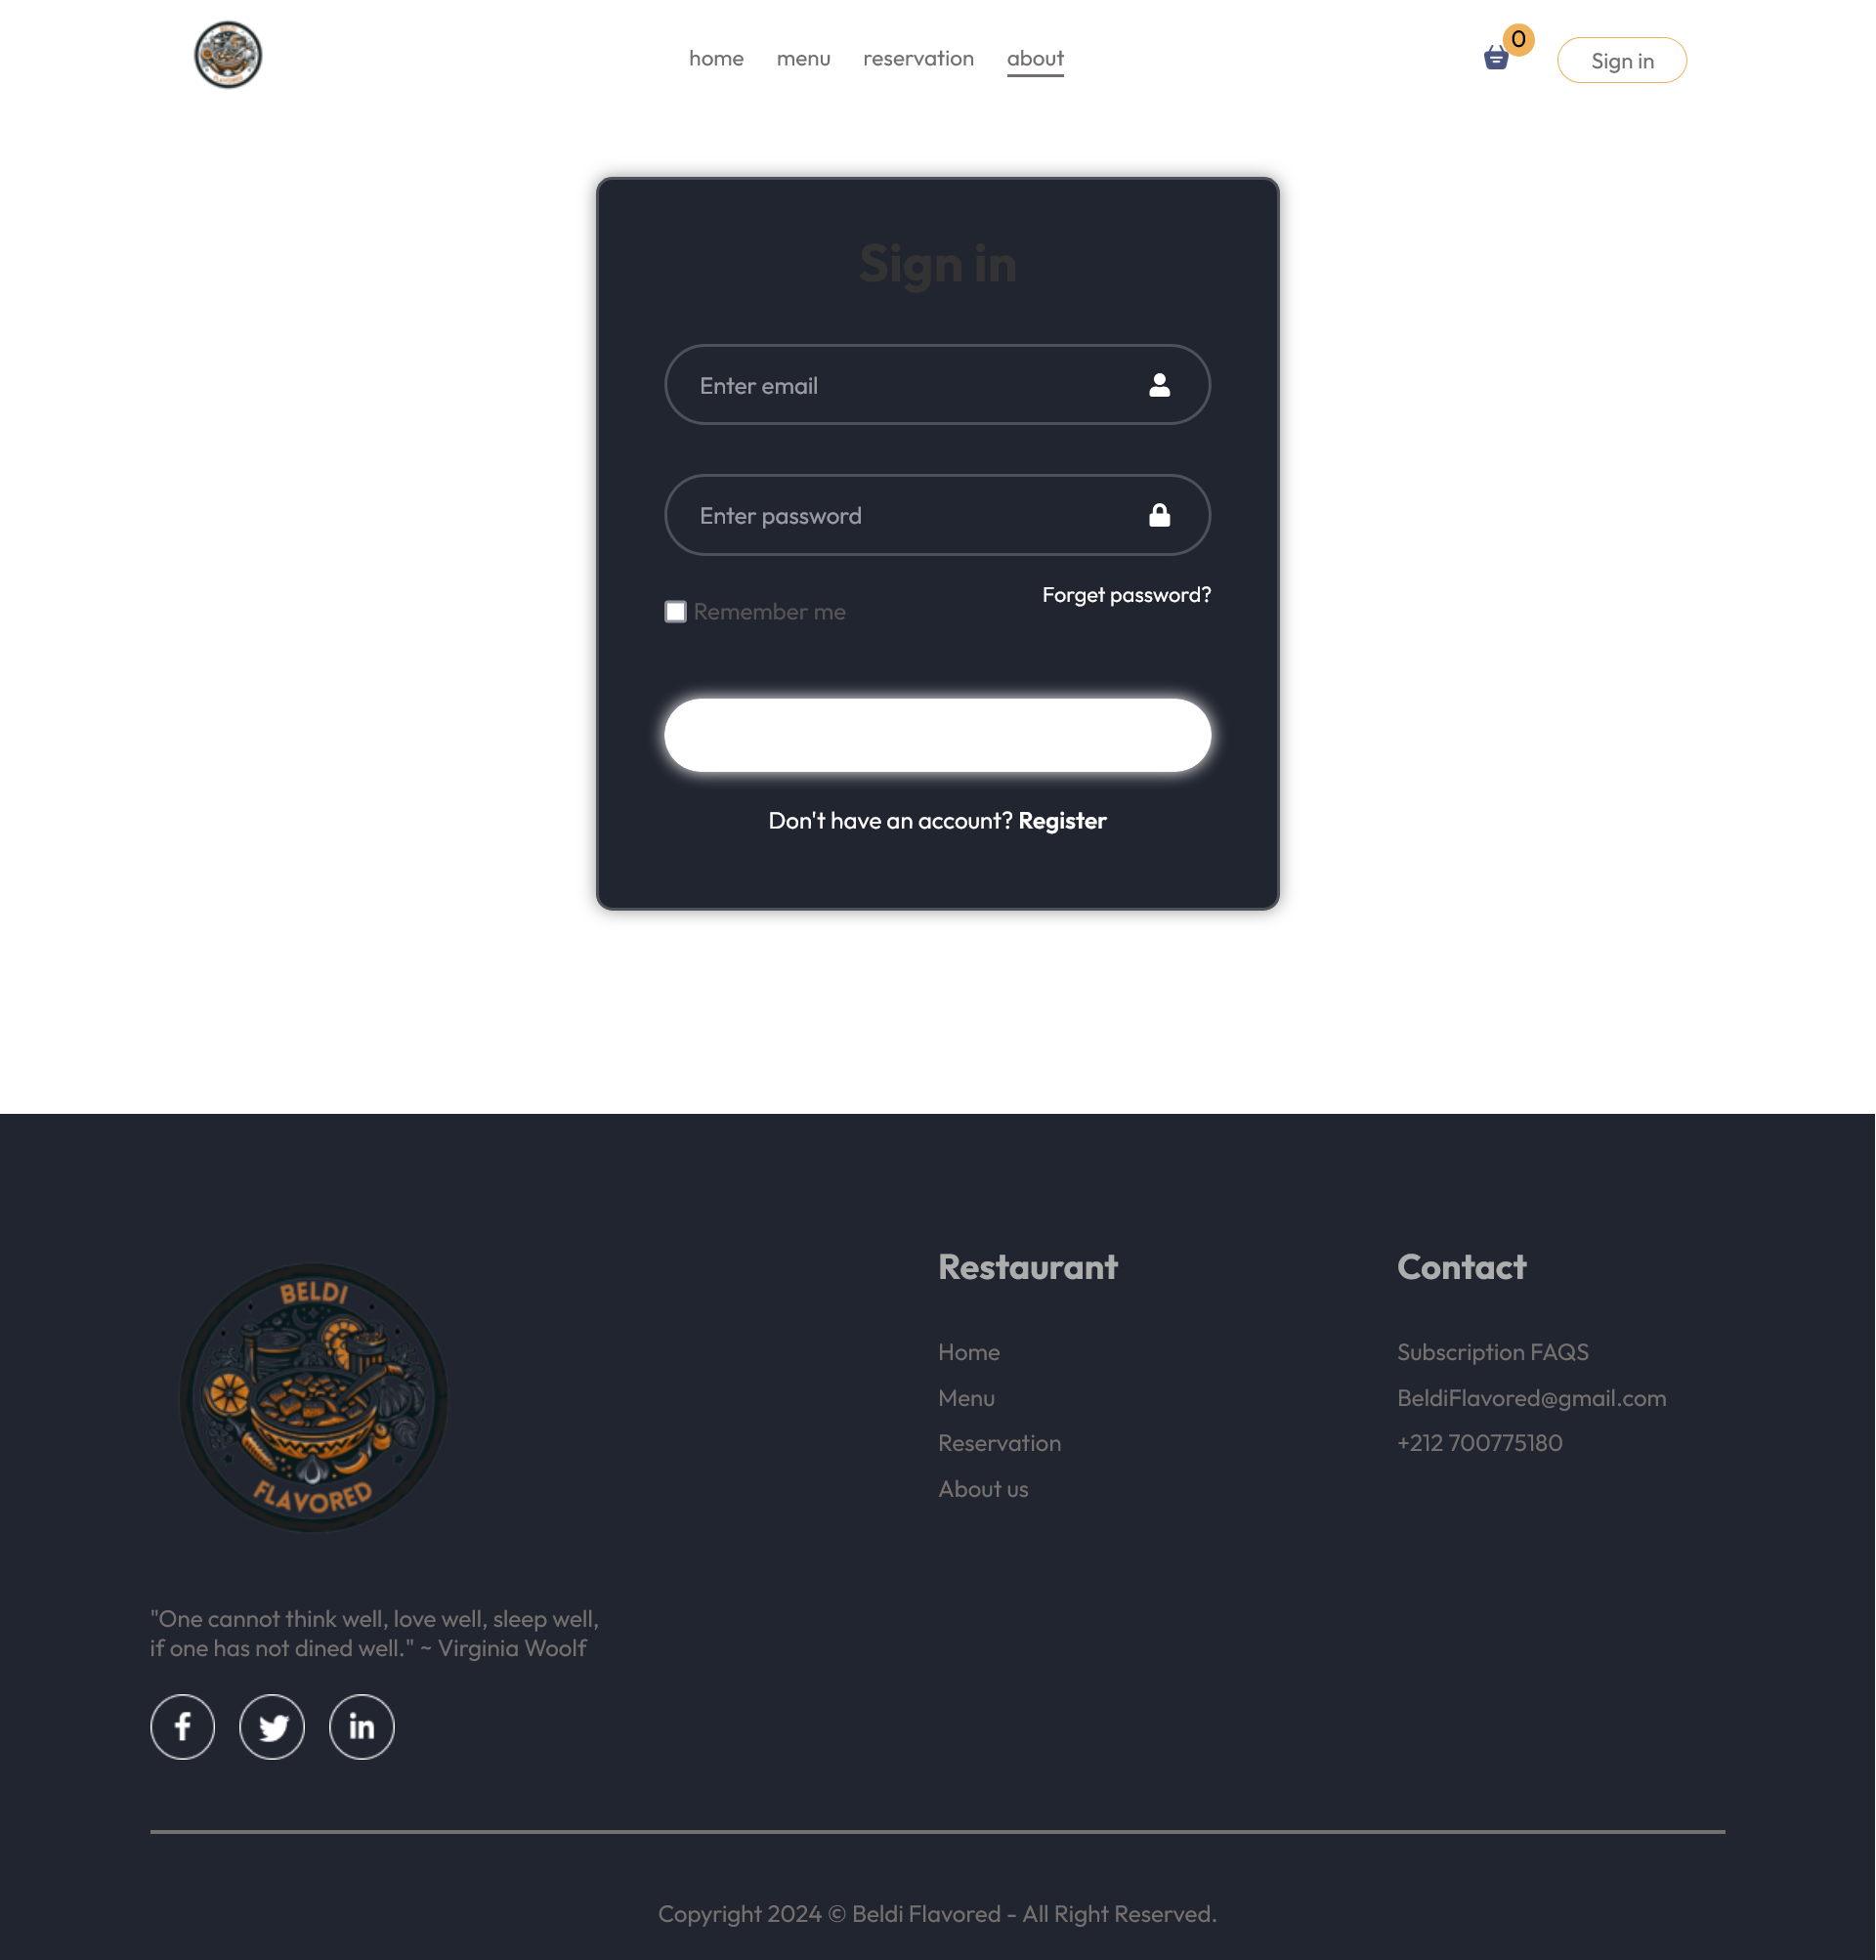 home menu reservation about 0 Sign in
Sign in
Enter email
Enter password
Remember me Forget password?
Don't have an account? Register
BELDI
FLAVORED
"One cannot think well, love well, sleep well,
if one has not dined well." ~ Virginia Woolf
Restaurant
Home
Menu
Reservation
About us
Contact
Subscription FAQS
BeldiFlavored@gmail.com
+212 700775180
Copyright 2024 © Beldi Flavored - All Right Reserved.